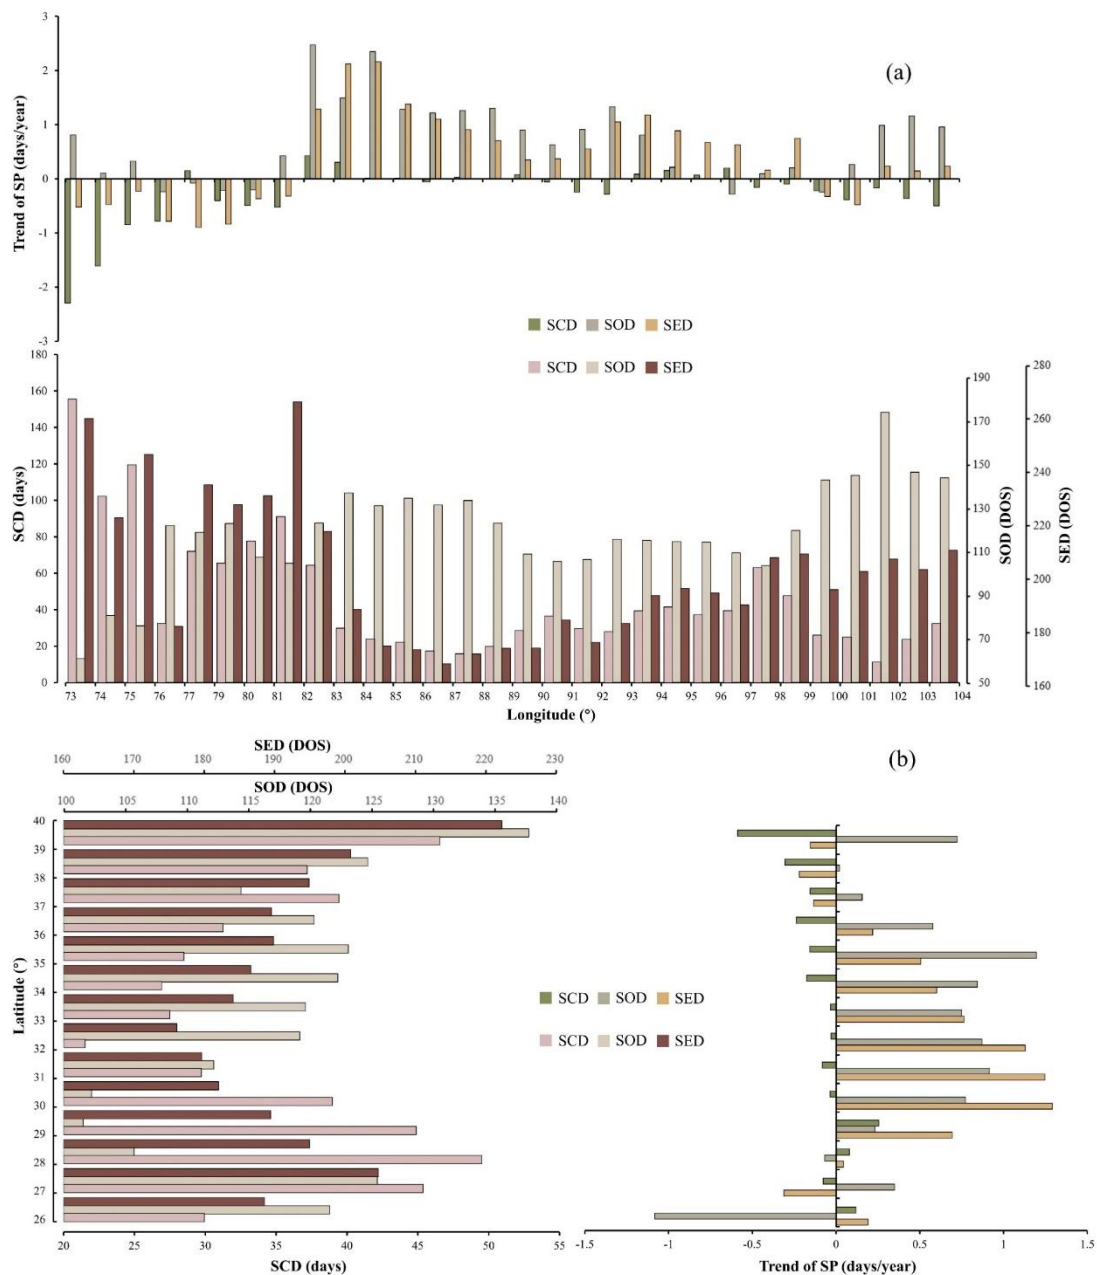 (a)
Trend of SP (days/year)
3
2
1
0
-1
-2
-3
SCD SOD SED
SCD SOD SED
SCD (days)
180
160
140
120
100
80
60
40
20
0
SOD (DOS)
190
170
150
130
110
90
70
50
SED (DOS)
280
260
240
220
200
180
160
73 74 75 76 77 79 80 81 82 83 84 85 86 87 88 89 90 91 92 93 94 95 96 97 98 99 100 101 102 103 104
Longitude (°)
(b)
SED (DOS)
160 170 180 190 200 210 220 230
SOD (DOS)
100 105 110 115 120 125 130 135 140
Latitude (°)
40
39
38
37
36
35
34
33
32
31
30
29
28
27
26
20 25 30 35 40 45 50 55
SCD (days)
SCD SOD SED
SCD SOD SED
-1.5 -1 -0.5 0 0.5 1 1.5
Trend of SP (days/year)